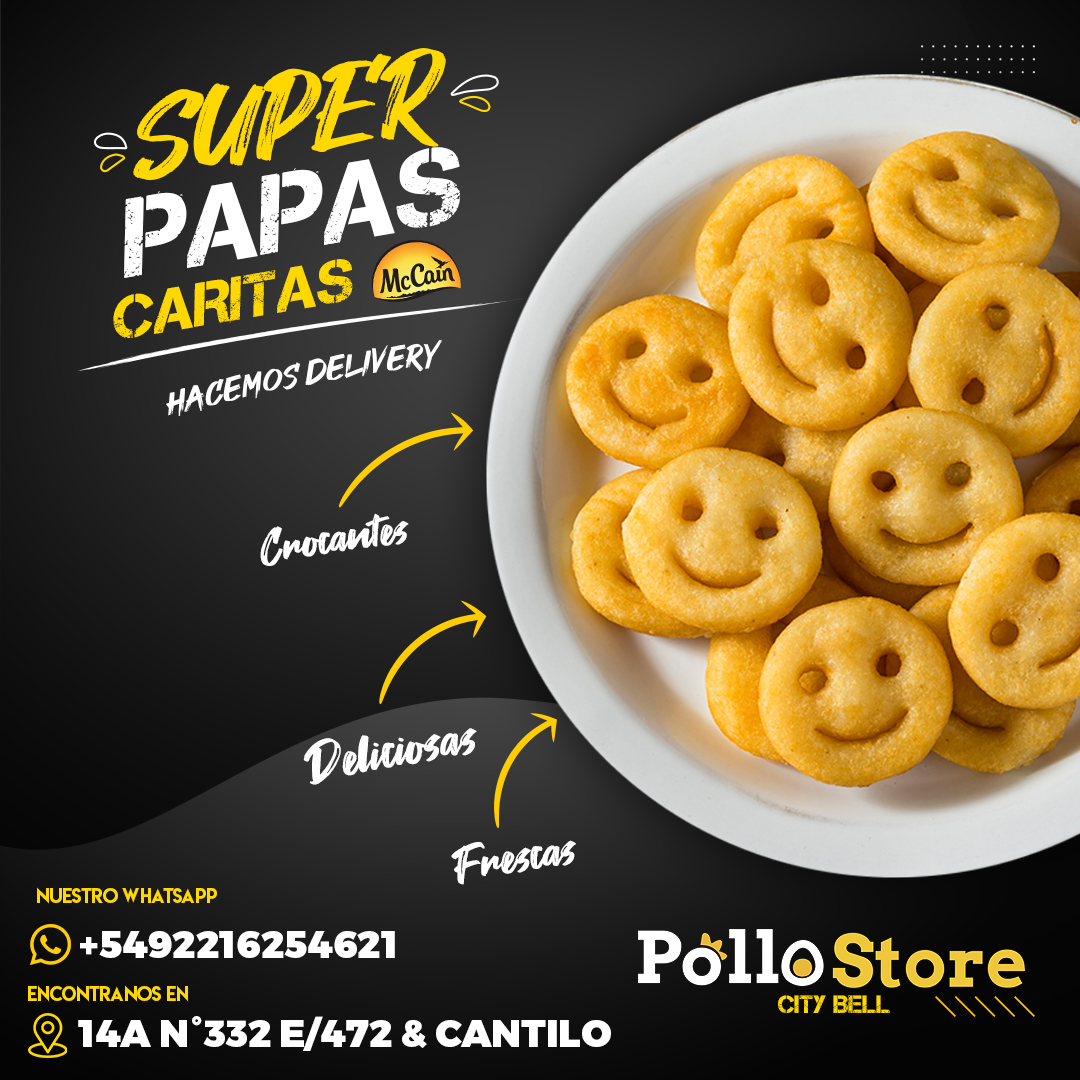 SUPER
PAPAS
CARITAS
McCain
HACEMOS DELIVERY
Crocantes
Deliciosas
Frescas
NUESTRO WHATSAPP
+5492216254621
ENCONTRANOS EN
14A N°332 E/472 & CANTILO
Pollo Store
CITY BELL